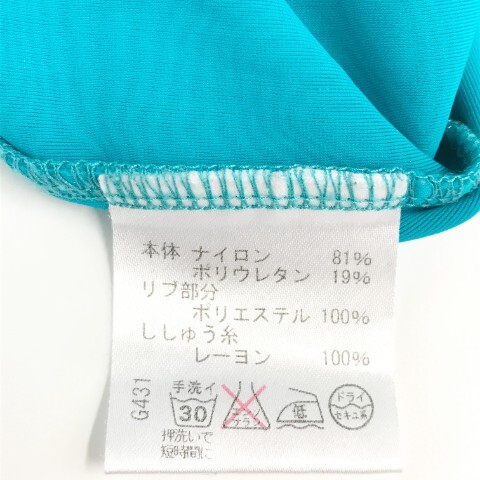 本体 ナイロン 81%
ポリウレタン 19%
リブ部分
ポリエステル 100%
ししゅう糸
レーヨン 100%
G431
手洗イ
30
押洗いで
短時間に
エンソ
サラシ
低
ドライ
セキユ系